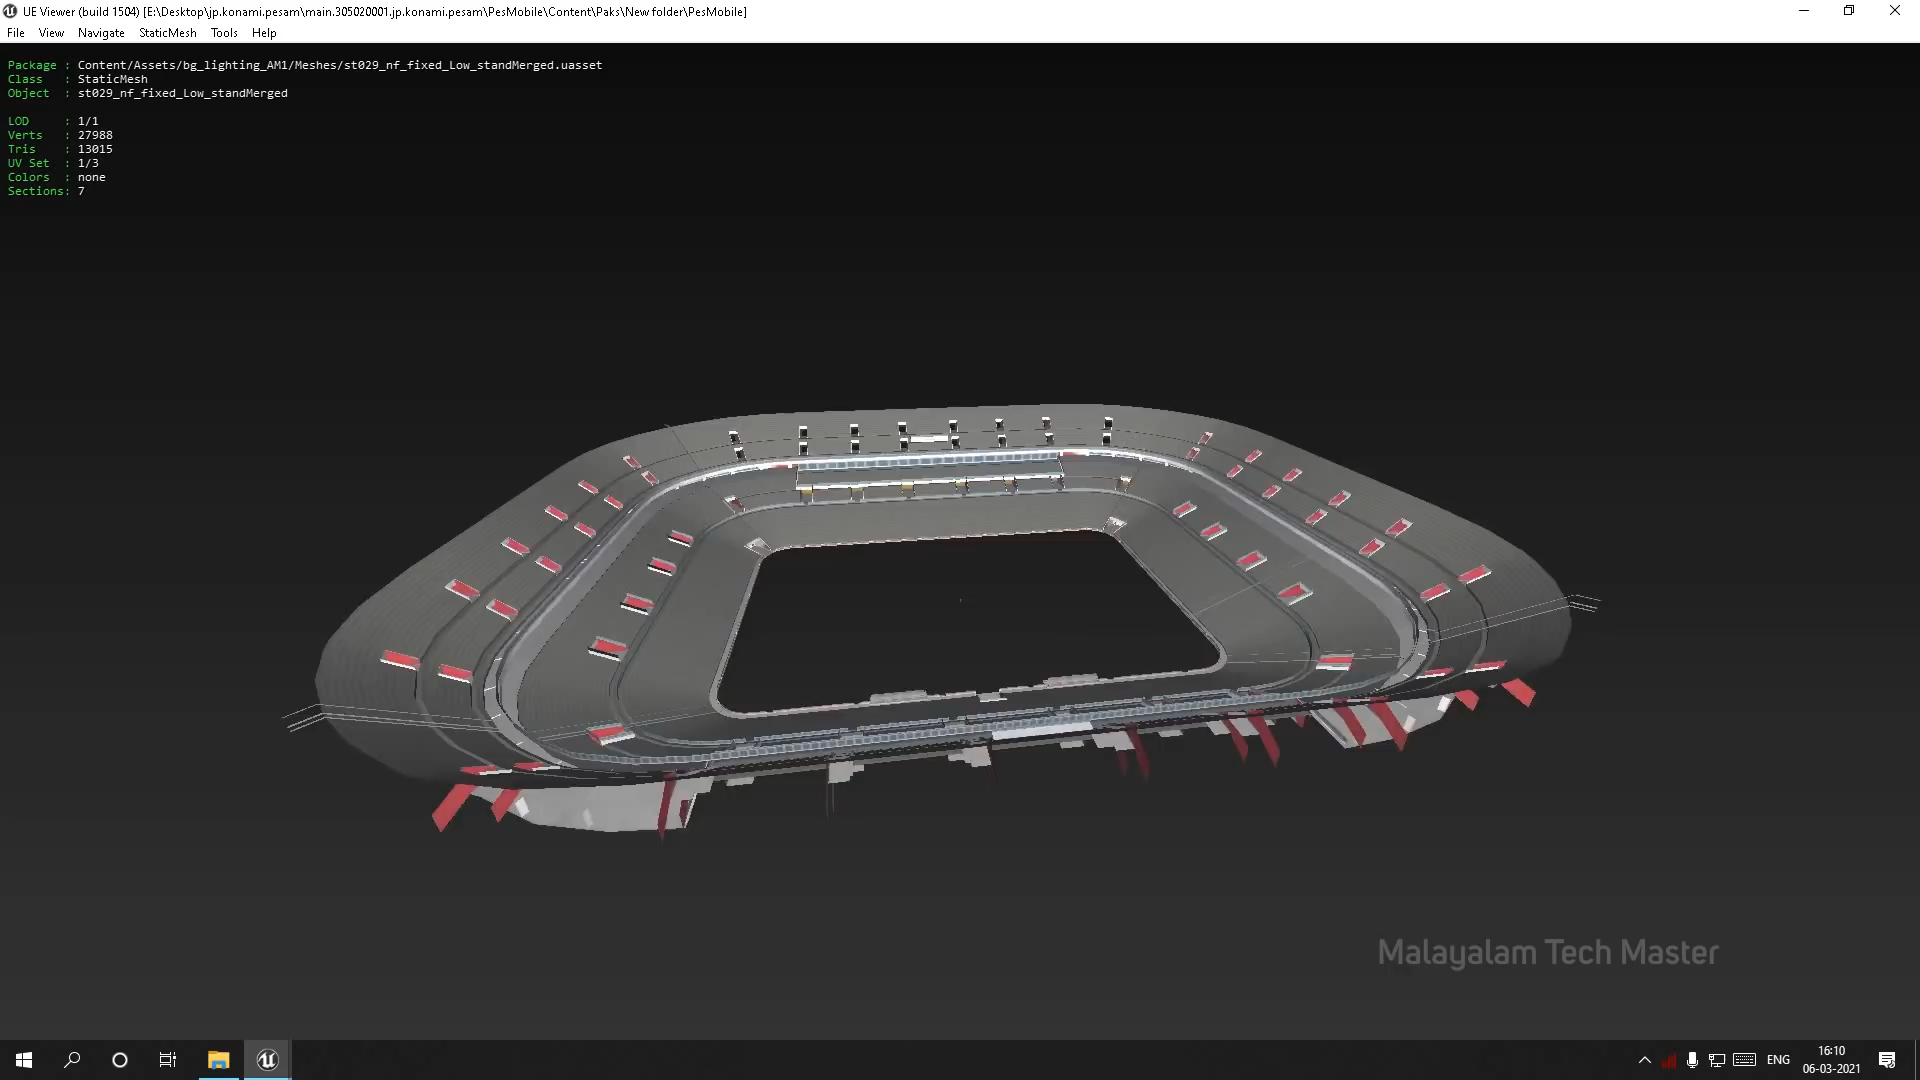 UE Viewer (build 1504) [E:\Desktop\jp.konami.pesam\main.305020001.jp.konami.pesam\PesMobile\Content\Paks\New folder\PesMobile]
File View Navigate StaticMesh Tools Help
Package : Content/Assets/bg_lighting_AM1/Meshes/st029_nf_fixed_Low_standMerged.uasset
Class : StaticMesh
Object : st029_nf_fixed_Low_standMerged
LOD : 1/1
Verts : 27988
Tris : 13015
UV Set : 1/3
Colors : none
Sections: 7
Malayalam Tech Master
ENG
16:10
06-03-2021